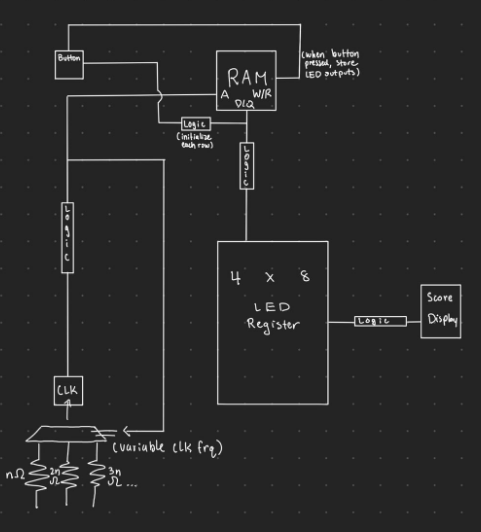 Button
(when button
pressed, store
LED outputs)
RAM
A W/R
D/Q
Logic
(initialize
each row)
Logic
Logic
4 x 8
LED
Register
Logic
Score
Display
CLK
(variable clk frq)
nΩ
2n
Ω
3n
Ω ...